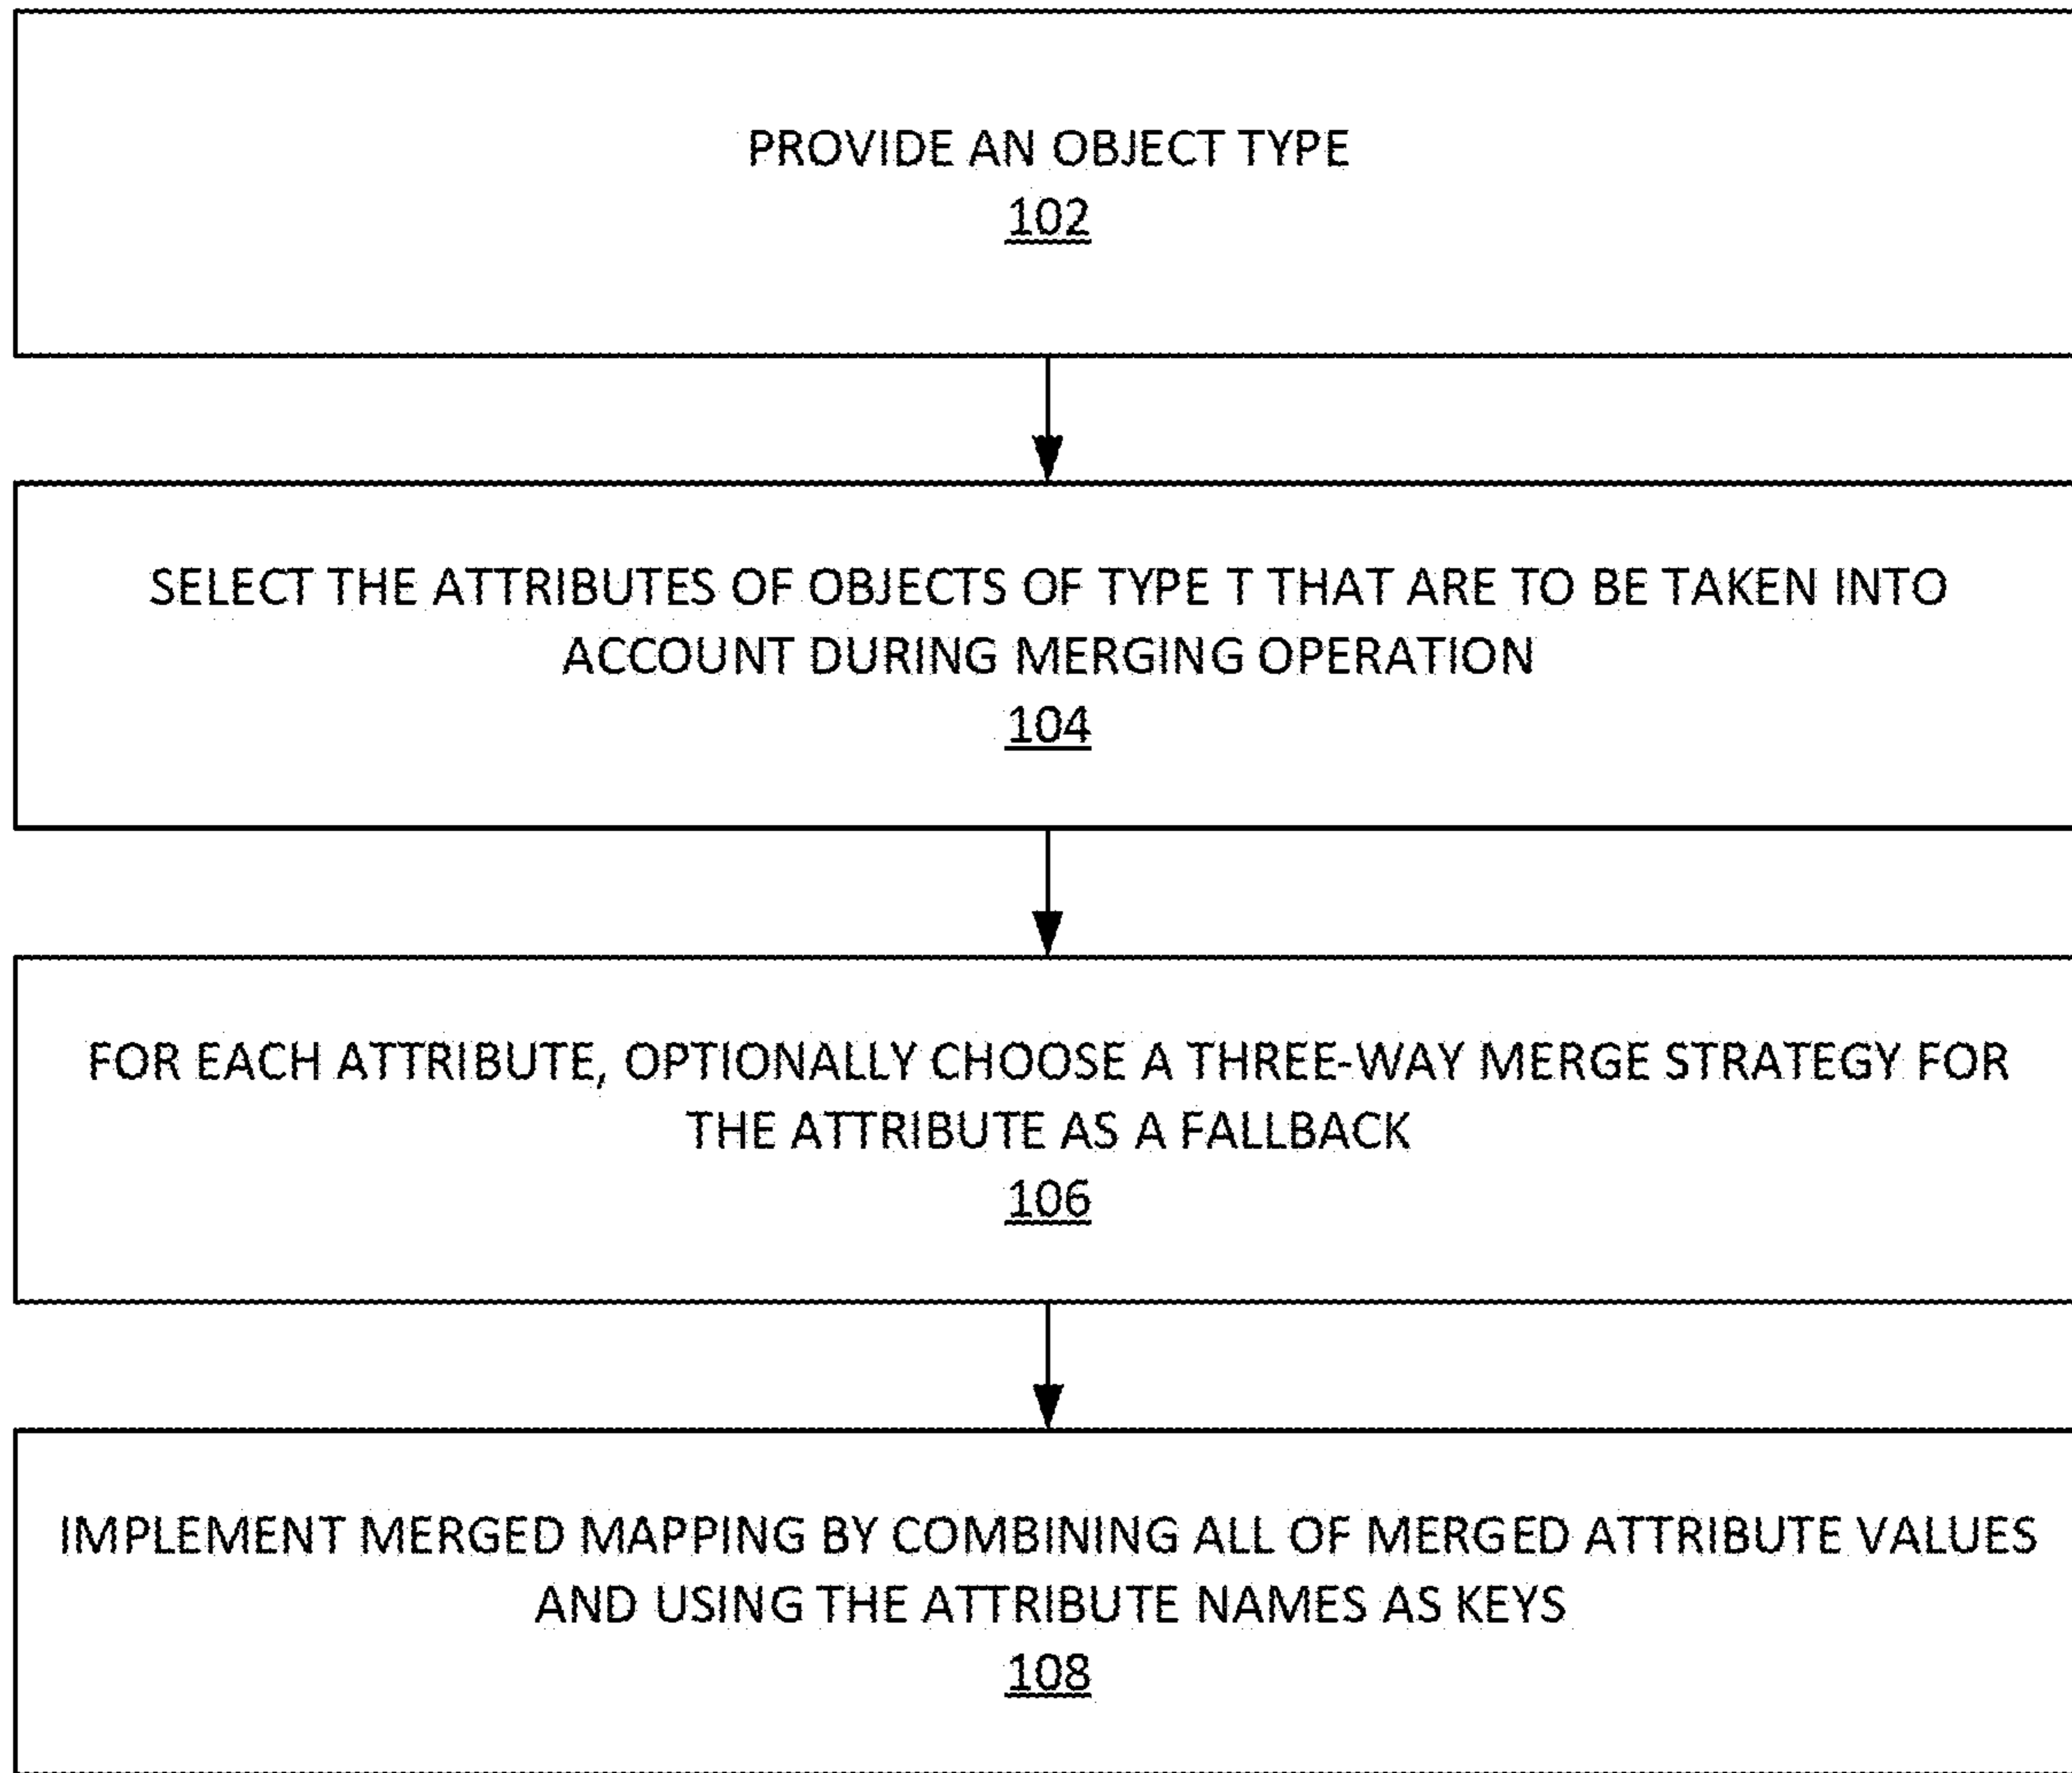 PROVIDE AN OBJECT TYPE
102
SELECT THE ATTRIBUTES OF OBJECTS OF TYPE T THAT ARE TO BE TAKEN INTO
ACCOUNT DURING MERGING OPERATION
104
FOR EACH ATTRIBUTE, OPTIONALLY CHOOSE A THREE-WAY MERGE STRATEGY FOR
THE ATTRIBUTE AS A FALLBACK
106
IMPLEMENT MERGED MAPPING BY COMBINING ALL OF MERGED ATTRIBUTE VALUES
AND USING THE ATTRIBUTE NAMES AS KEYS
108